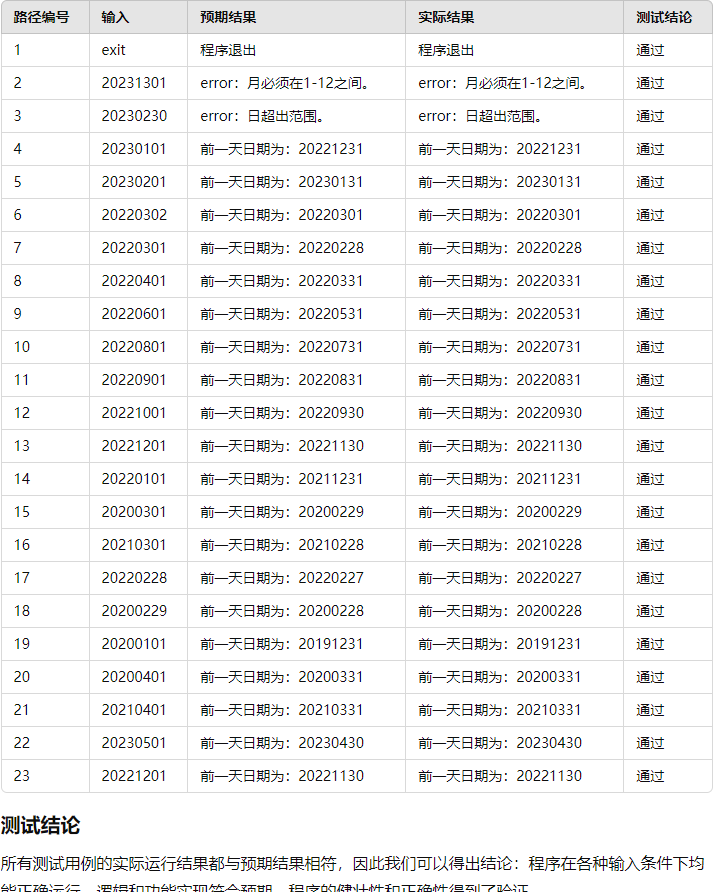 路径编号 输入 预期结果 实际结果 测试结论
1 exit 程序退出 程序退出 通过
2 20231301 error：月必须在1-12之间。 error：月必须在1-12之间。 通过
3 20230230 error：日超出范围。 error：日超出范围。 通过
4 20230101 前一天日期为：20221231 前一天日期为：20221231 通过
5 20230201 前一天日期为：20230131 前一天日期为：20230131 通过
6 20220302 前一天日期为：20220301 前一天日期为：20220301 通过
7 20220301 前一天日期为：20220228 前一天日期为：20220228 通过
8 20220401 前一天日期为：20220331 前一天日期为：20220331 通过
9 20220601 前一天日期为：20220531 前一天日期为：20220531 通过
10 20220801 前一天日期为：20220731 前一天日期为：20220731 通过
11 20220901 前一天日期为：20220831 前一天日期为：20220831 通过
12 20221001 前一天日期为：20220930 前一天日期为：20220930 通过
13 20221201 前一天日期为：20221130 前一天日期为：20221130 通过
14 20220101 前一天日期为：20211231 前一天日期为：20211231 通过
15 20200301 前一天日期为：20200229 前一天日期为：20200229 通过
16 20210301 前一天日期为：20210228 前一天日期为：20210228 通过
17 20220228 前一天日期为：20220227 前一天日期为：20220227 通过
18 20200229 前一天日期为：20200228 前一天日期为：20200228 通过
19 20200101 前一天日期为：20191231 前一天日期为：20191231 通过
20 20200401 前一天日期为：20200331 前一天日期为：20200331 通过
21 20210401 前一天日期为：20210331 前一天日期为：20210331 通过
22 20230501 前一天日期为：20230430 前一天日期为：20230430 通过
23 20221201 前一天日期为：20221130 前一天日期为：20221130 通过
测试结论
所有测试用例的实际运行结果都与预期结果相符，因此我们可以得出结论：程序在各种输入条件下均
能正确运行，逻辑和功能实现符合预期，程序的健壮性和正确性得到了验证